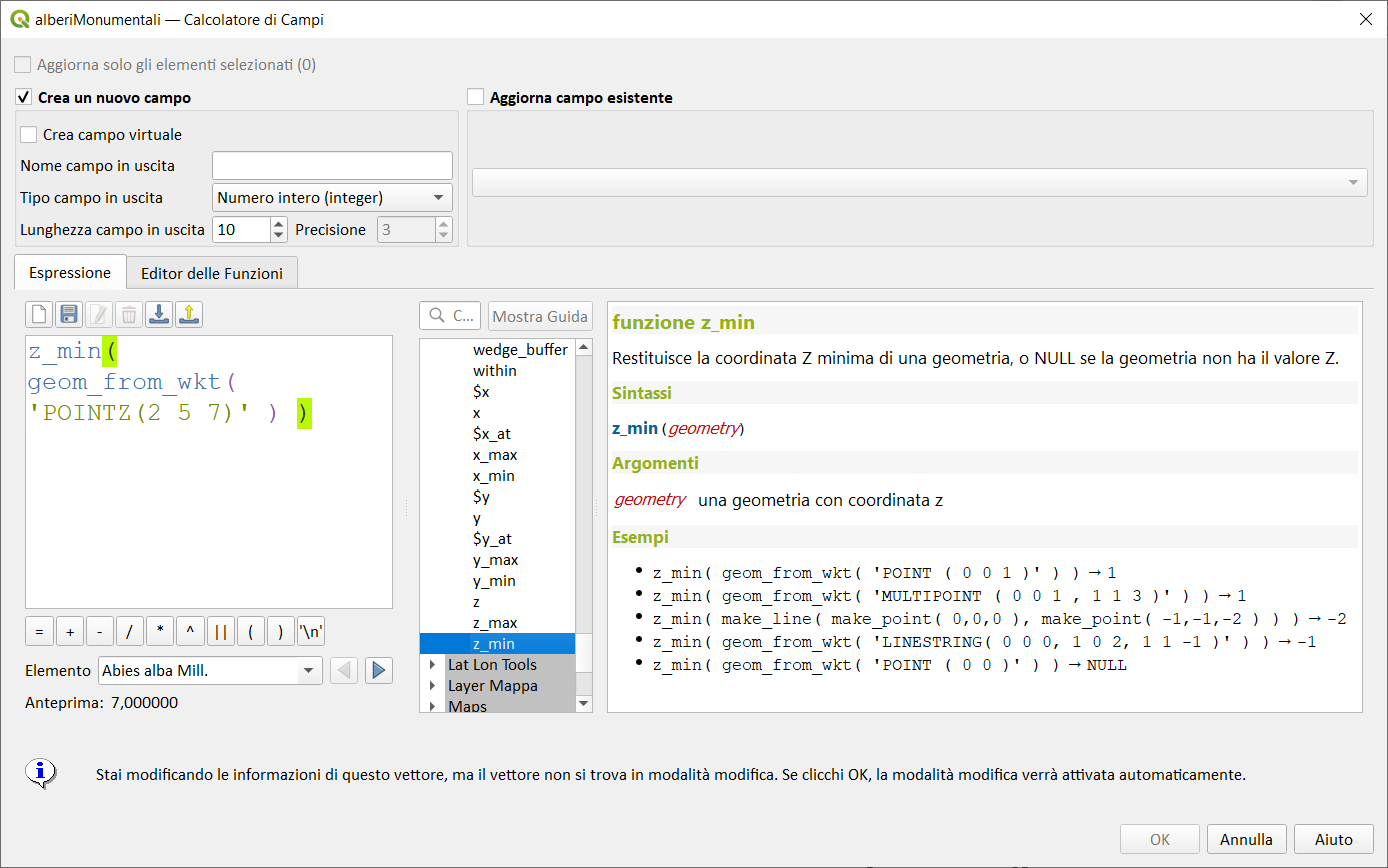 alberiMonumentali — Calcolatore di Campi
Aggiorna solo gli elementi selezionati (0)
Crea un nuovo campo
Aggiorna campo esistente
Crea campo virtuale
Nome campo in uscita
Tipo campo in uscita Numero intero (integer)
Lunghezza campo in uscita 10 Precisione 3
Espressione Editor delle Funzioni
C... Mostra Guida
z_min(
geom_from_wkt(
'POINTZ(2 5 7)' ) )
= + - / * ^ || ( ) '\n'
Elemento Abies alba Mill.
Anteprima: 7,000000
wedge_buffer
within
$x
x
$x_at
x_max
x_min
$y
y
$y_at
y_max
y_min
z
z_max
z_min
Lat Lon Tools
Layer Mappa
Maps
funzione z_min
Restituisce la coordinata Z minima di una geometria, o NULL se la geometria non ha il valore Z.
Sintassi
z_min(geometry)
Argomenti
geometry una geometria con coordinata z
Esempi
• z_min( geom_from_wkt( 'POINT ( 0 0 1 )' ) ) → 1
• z_min( geom_from_wkt( 'MULTIPOINT ( 0 0 1 , 1 1 3 )' ) ) → 1
• z_min( make_line( make_point( 0,0,0 ), make_point( -1,-1,-2 ) ) ) → -2
• z_min( geom_from_wkt( 'LINESTRING( 0 0 0, 1 0 2, 1 1 -1 )' ) ) → -1
• z_min( geom_from_wkt( 'POINT ( 0 0 )' ) ) → NULL
Stai modificando le informazioni di questo vettore, ma il vettore non si trova in modalità modifica. Se clicchi OK, la modalità modifica verrà attivata automaticamente.
OK Annulla Aiuto